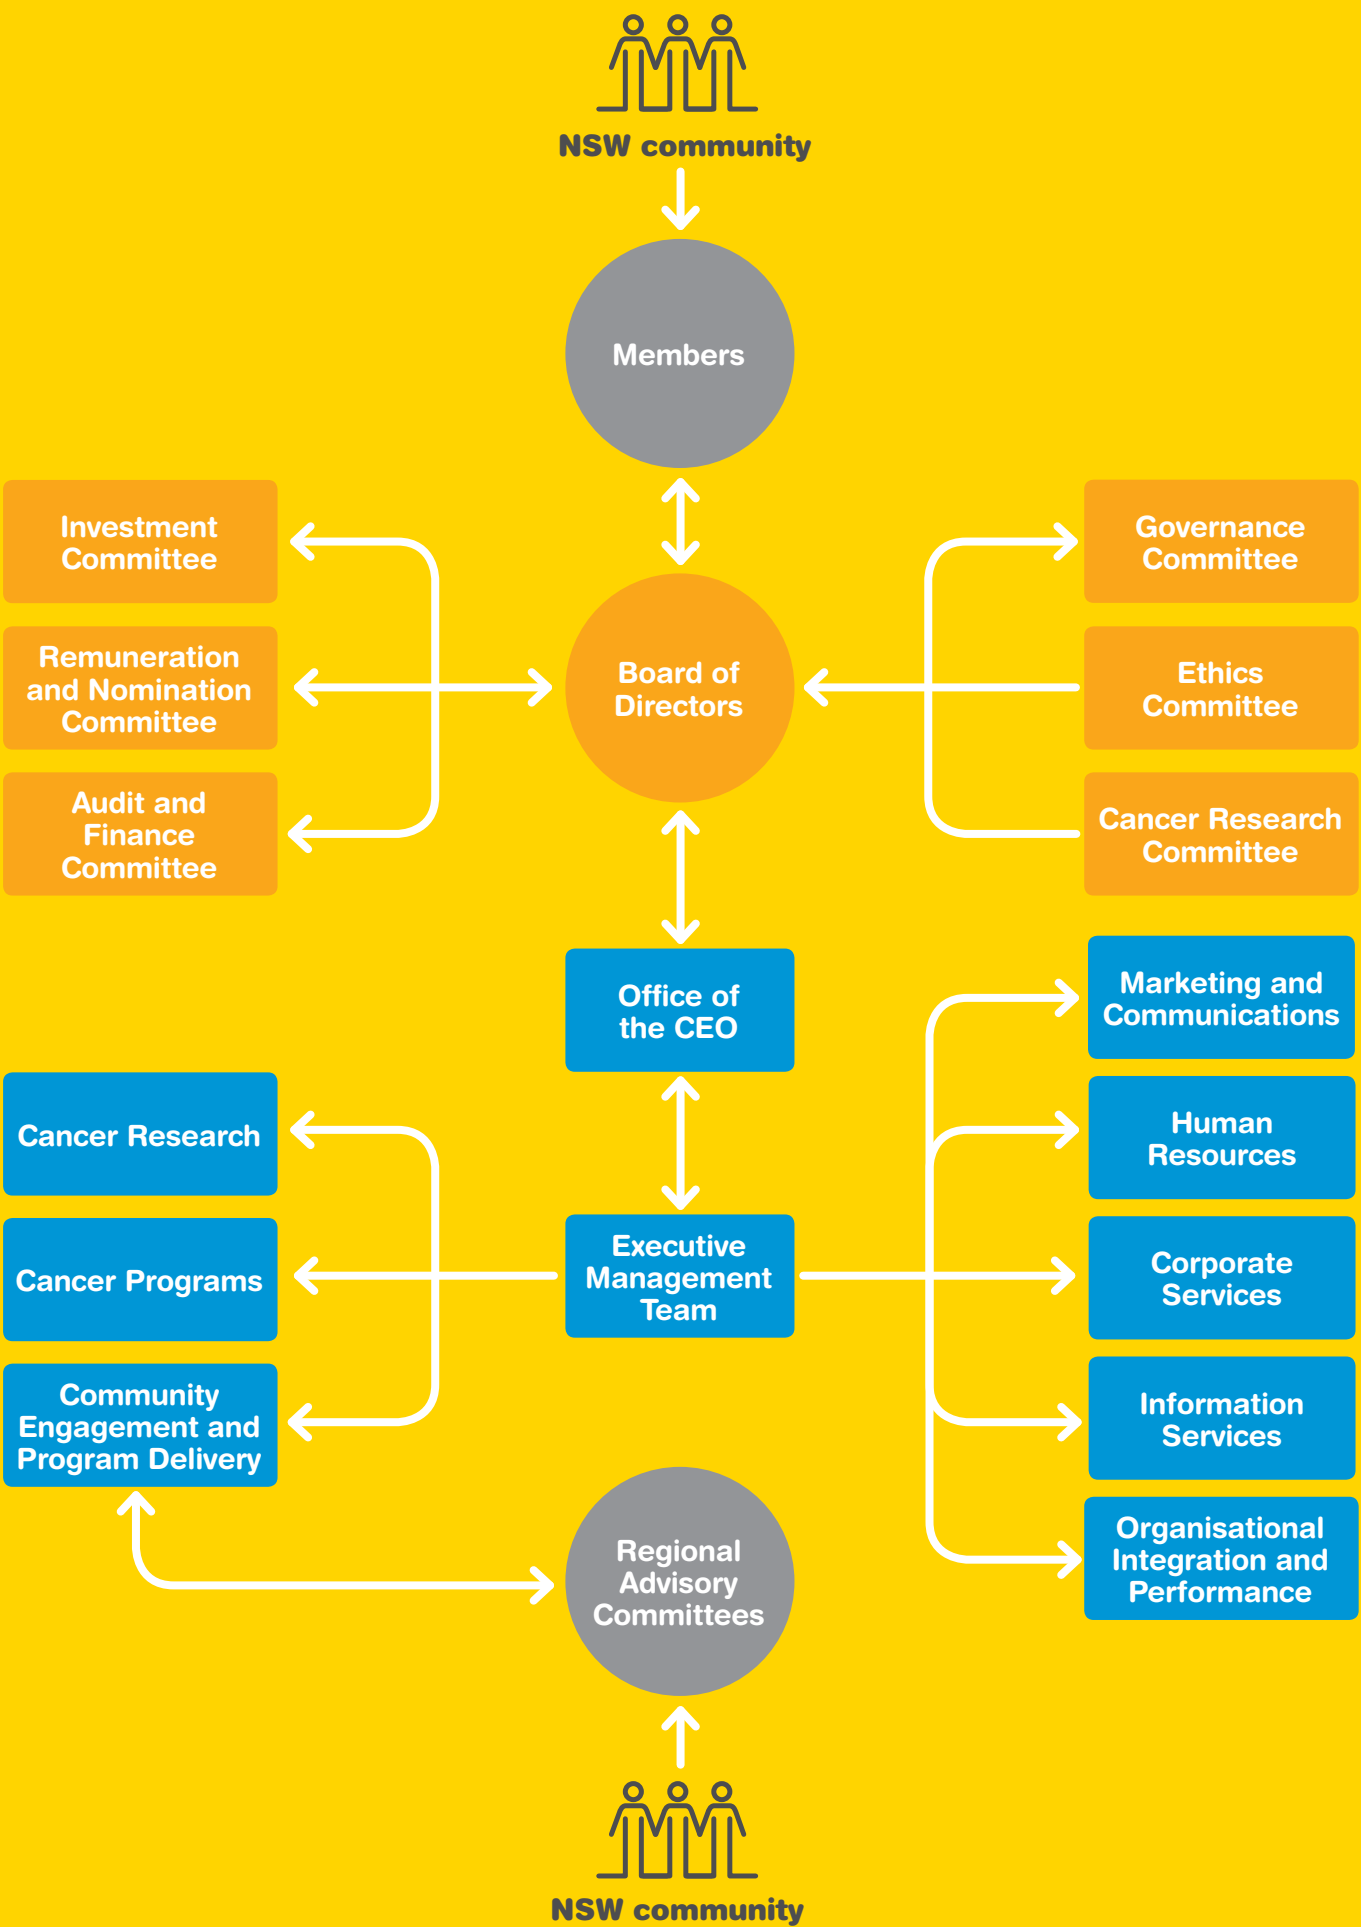 NSW community
Members
Investment
Committee
Governance
Committee
Remuneration
and Nomination
Committee
Board of
Directors
Ethics
Committee
Audit and
Finance
Committee
Cancer Research
Committee
Office of
the CEO
Marketing and
Communications
Cancer Research
Human
Resources
Cancer Programs
Executive
Management
Team
Corporate
Services
Community
Engagement and
Program Delivery
Information
Services
Regional
Advisory
Committees
Organisational
Integration and
Performance
NSW community